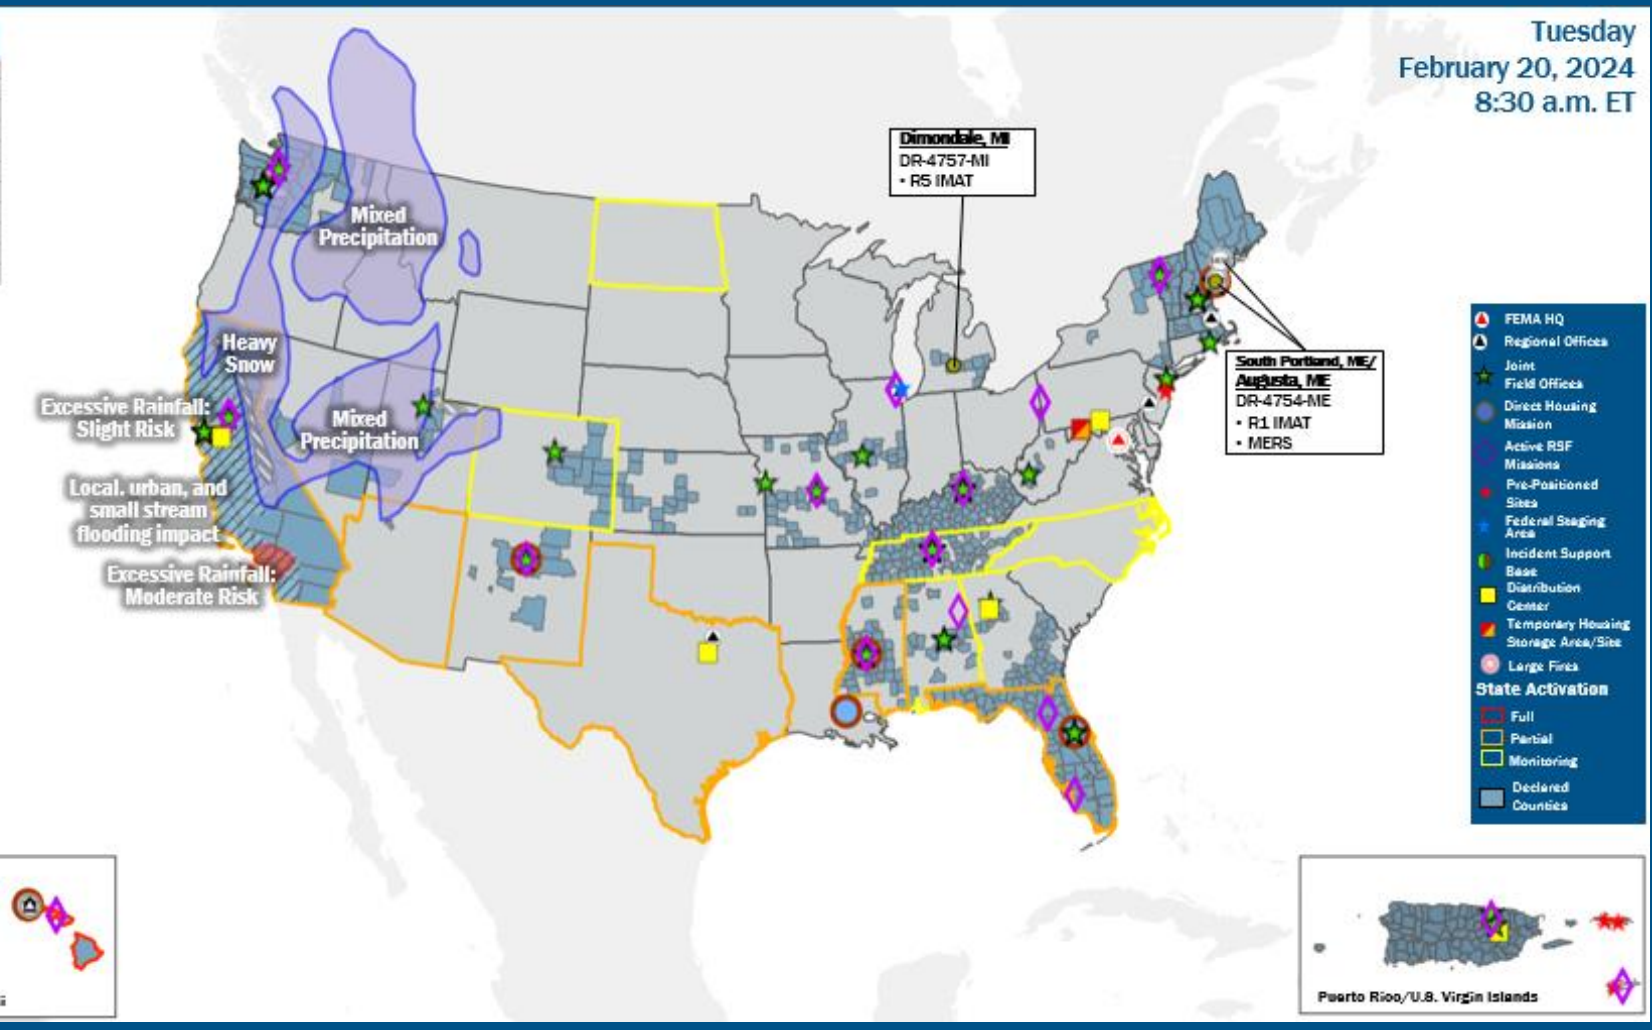 Tuesday
February 20, 2024
8:30 a.m. ET
Dimondale, MI
DR-4757-MI
• R5 IMAT
Mixed
Precipitation
Heavy
Snow
South Portland, ME/
Augusta, ME
DR-4754-ME
• R1 IMAT
• MERS
Excessive Rainfall:
Slight Risk
Mixed
Precipitation
Local, urban, and
small stream
flooding impact
Excessive Rainfall:
Moderate Risk
FEMA HQ
Regional Offices
Joint
Field Offices
Direct Housing
Mission
Active RSF
Missions
Pre-Positioned
Sites
Federal Staging
Area
Incident Support
Base
Distribution
Center
Temporary Housing
Storage Area/Site
Large Fires
State Activation
Full
Partial
Monitoring
Declared
Counties
Puerto Rico/U.S. Virgin Islands